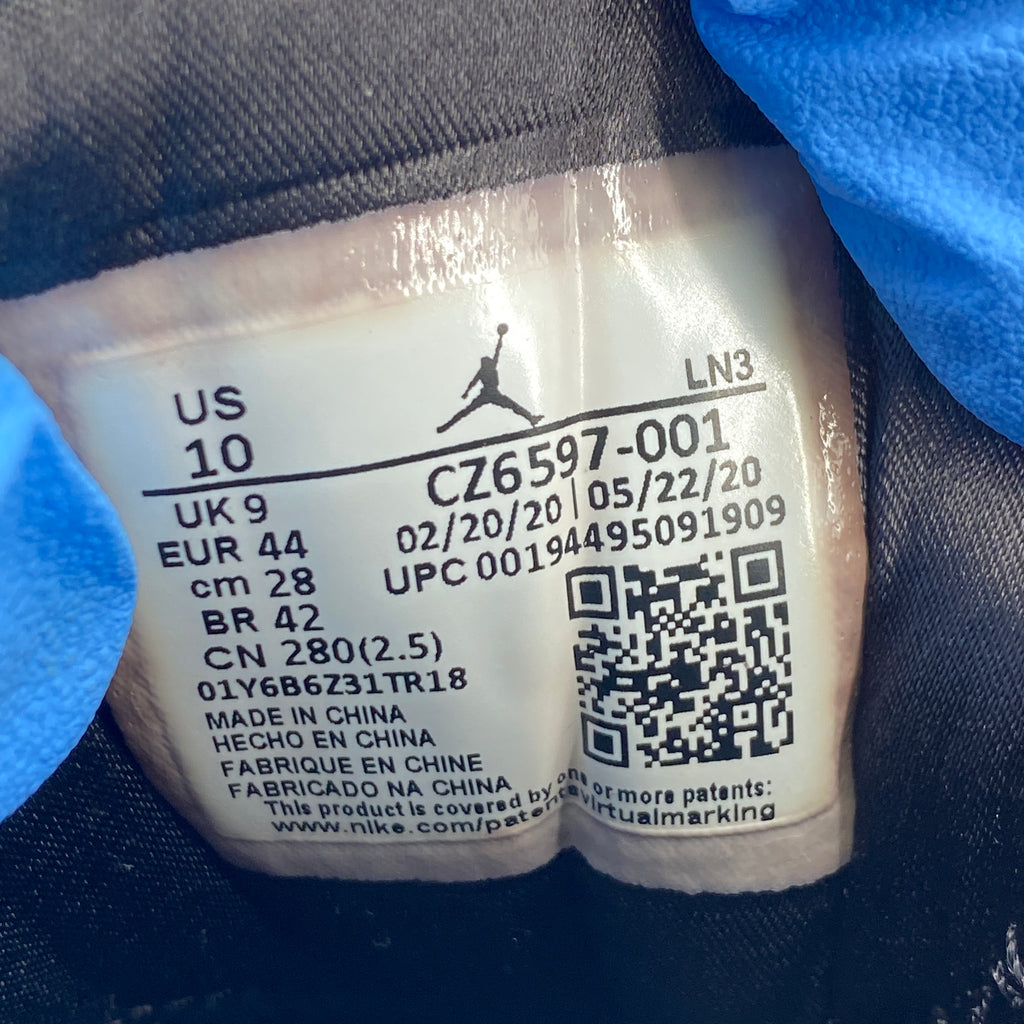 US
10
LN3
UK 9
EUR 44
cm 28
BR 42
CN 280(2.5)
01Y6B6Z31TR18
CZ6597-001
02/20/20 | 05/22/20
UPC 00194495091909
MADE IN CHINA
HECHO EN CHINA
FABRIQUE EN CHINE
FABRICADO NA CHINA
This product is covered by one or more patents:
www.nike.com/patents/virtualmarking